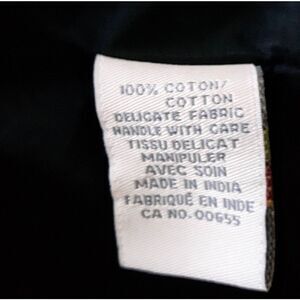 100% COTON/
COTTON
DELICATE FABRIC
HANDLE WITH CARE
TISSU DELICAT
MANIPULER
AVEC SOIN
MADE IN INDIA
FABRIQUÉ EN INDE
CA NO. 00655